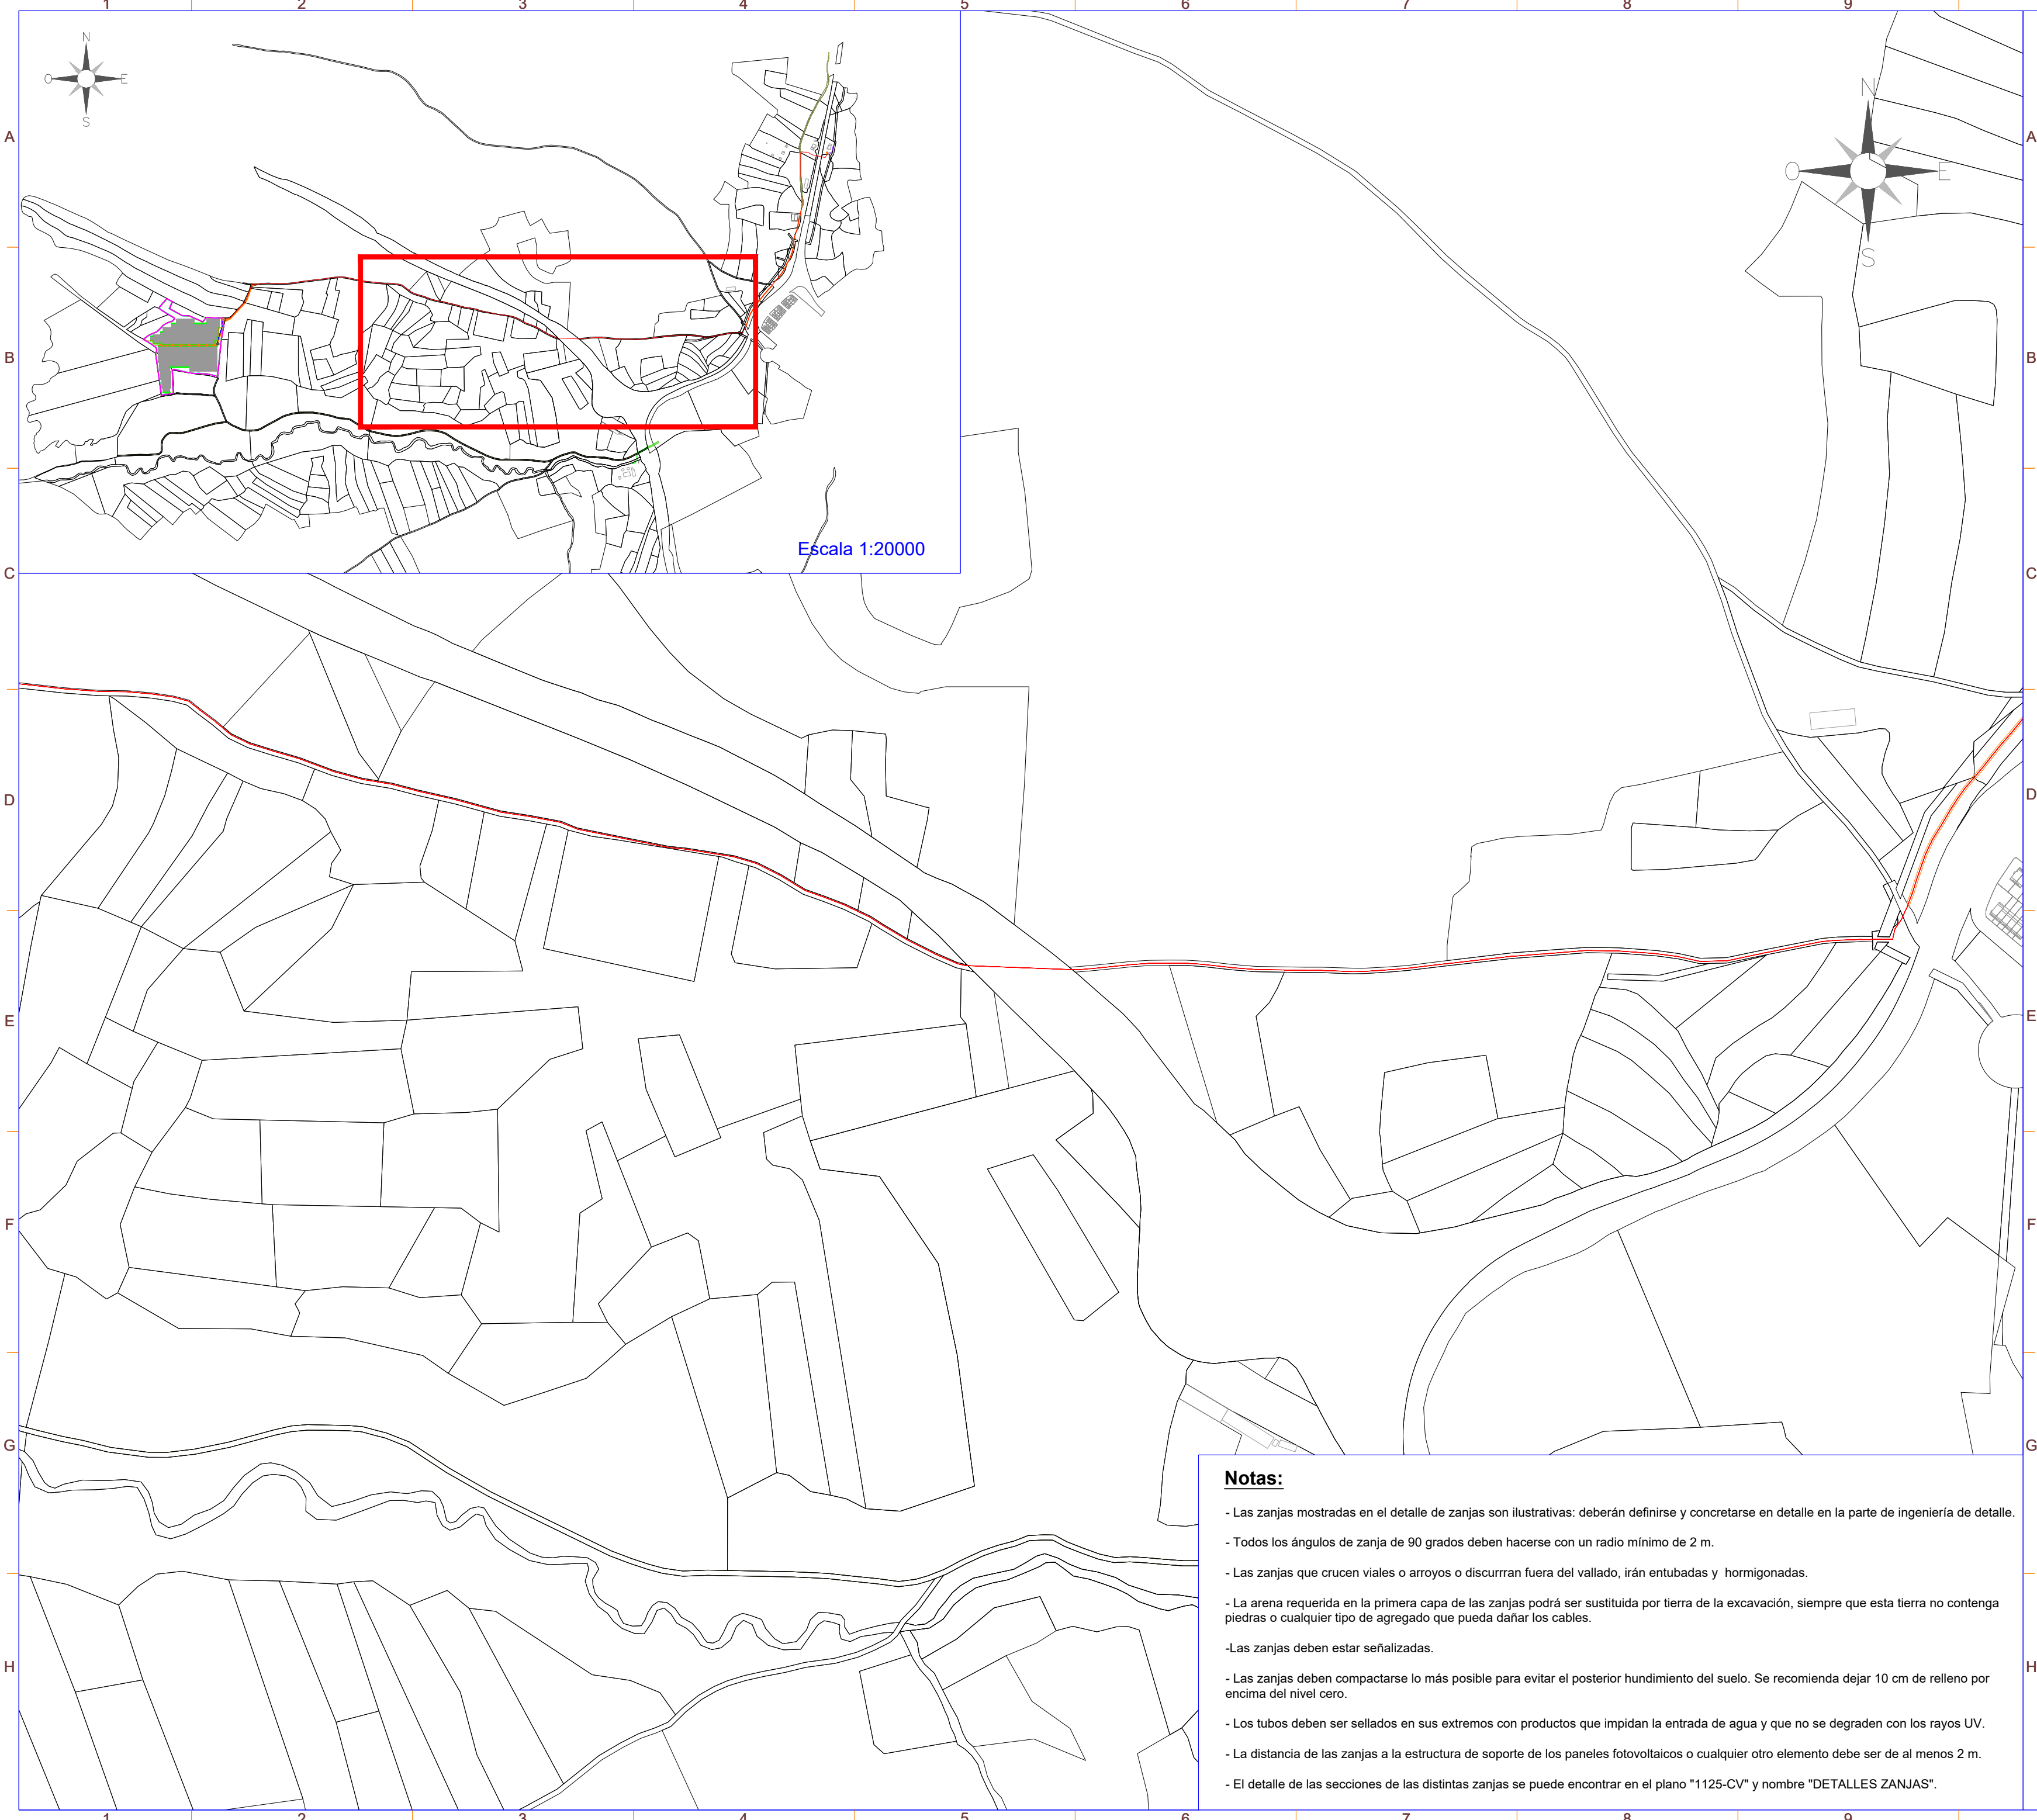 1 2 3 4 5 6 7 8 9
N
O E
S
N
O E
S
A A
B B
C C
D D
E E
F F
G G
H H
Escala 1:20000
Notas:
- Las zanjas mostradas en el detalle de zanjas son ilustrativas: deberán definirse y concretarse en detalle en la parte de ingeniería de detalle.
- Todos los ángulos de zanja de 90 grados deben hacerse con un radio mínimo de 2 m.
- Las zanjas que crucen viales o arroyos o discurrran fuera del vallado, irán entubadas y  hormigonadas.
- La arena requerida en la primera capa de las zanjas podrá ser sustituida por tierra de la excavación, siempre que esta tierra no contenga
piedras o cualquier tipo de agregado que pueda dañar los cables.
-Las zanjas deben estar señalizadas.
- Las zanjas deben compactarse lo más posible para evitar el posterior hundimiento del suelo. Se recomienda dejar 10 cm de relleno por
encima del nivel cero.
- Los tubos deben ser sellados en sus extremos con productos que impidan la entrada de agua y que no se degraden con los rayos UV.
- La distancia de las zanjas a la estructura de soporte de los paneles fotovoltaicos o cualquier otro elemento debe ser de al menos 2 m.
- El detalle de las secciones de las distintas zanjas se puede encontrar en el plano "1125-CV" y nombre "DETALLES ZANJAS".
1 2 3 4 5 6 7 8 9